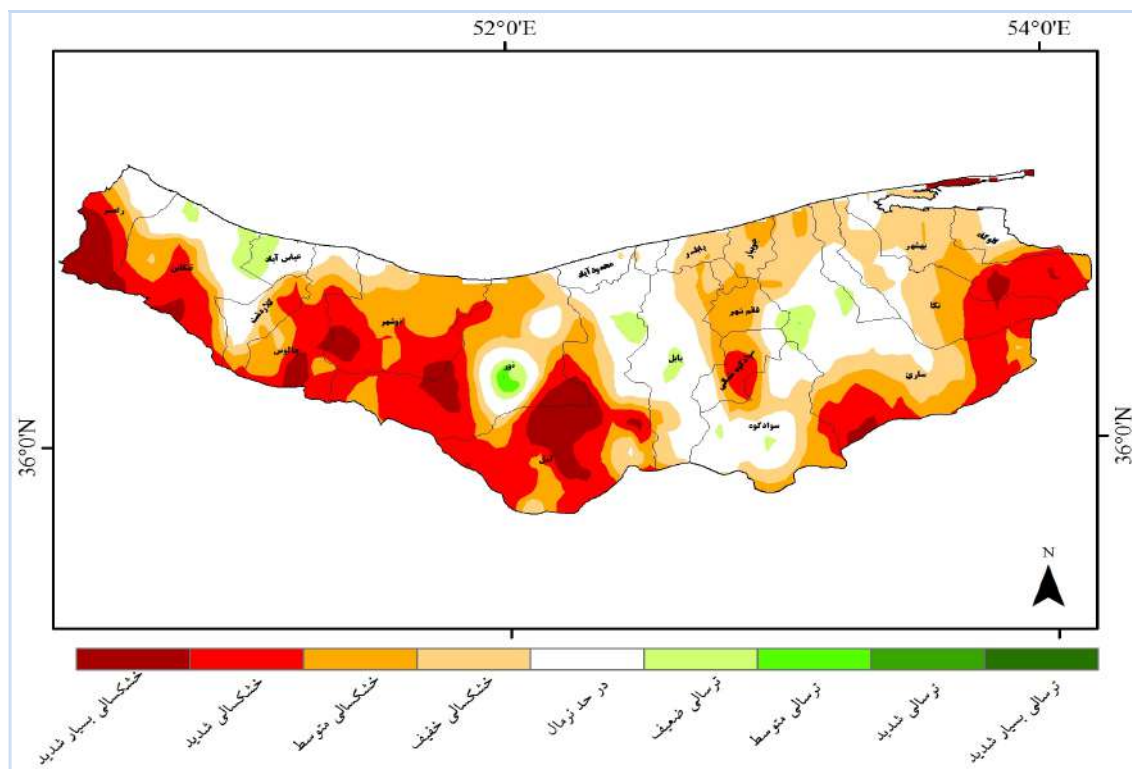 52°0'E 54°0'E
رامسر
تنکابن
عباس آباد
کلاردشت
چالوس
نوشهر
نور
آمل
محمودآباد
بابلسر
بابل
جویبار
قائم شهر
سوادکوه
ساری
نکا
بهشهر
گلوگاه
36°0'N 36°0'N
N
خشکسالی بسیار شدید
خشکسالی شدید
خشکسالی متوسط
خشکسالی خفیف
در حد نرمال
ترسالی ضعیف
ترسالی متوسط
ترسالی شدید
ترسالی بسیار شدید